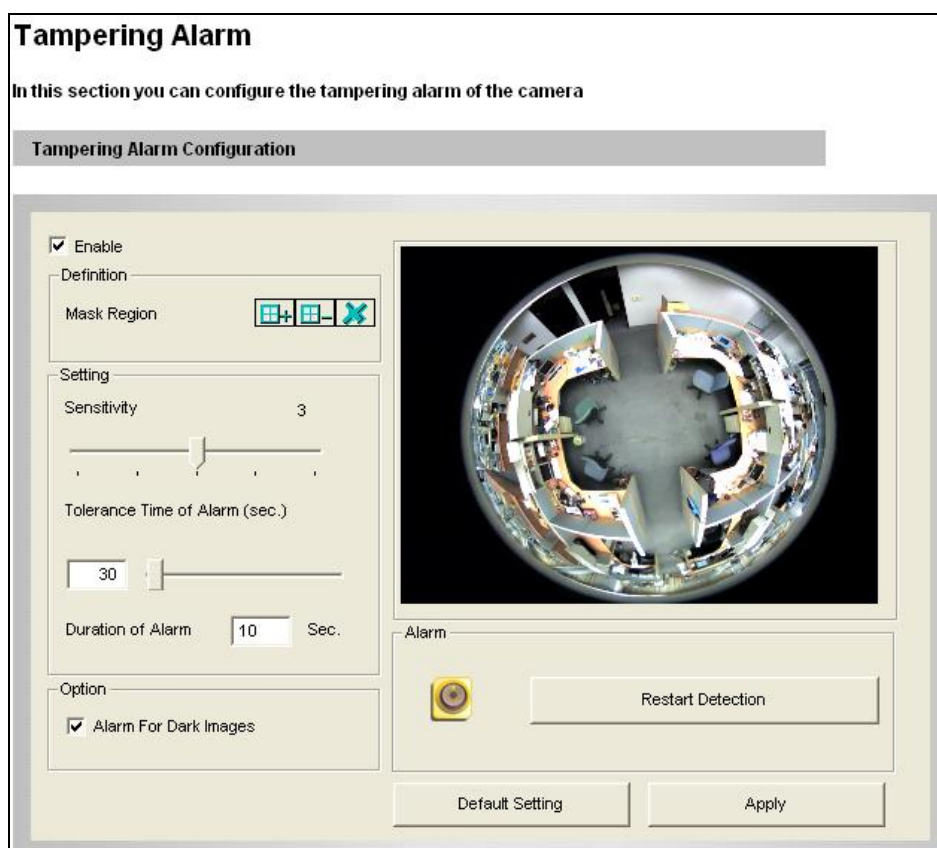 Tampering Alarm
In this section you can configure the tampering alarm of the camera
Tampering Alarm Configuration
Enable
Definition
Mask Region
Setting
Sensitivity 3
Tolerance Time of Alarm (sec.)
30
Duration of Alarm 10 Sec.
Option
Alarm For Dark Images
Alarm
Restart Detection
Default Setting Apply